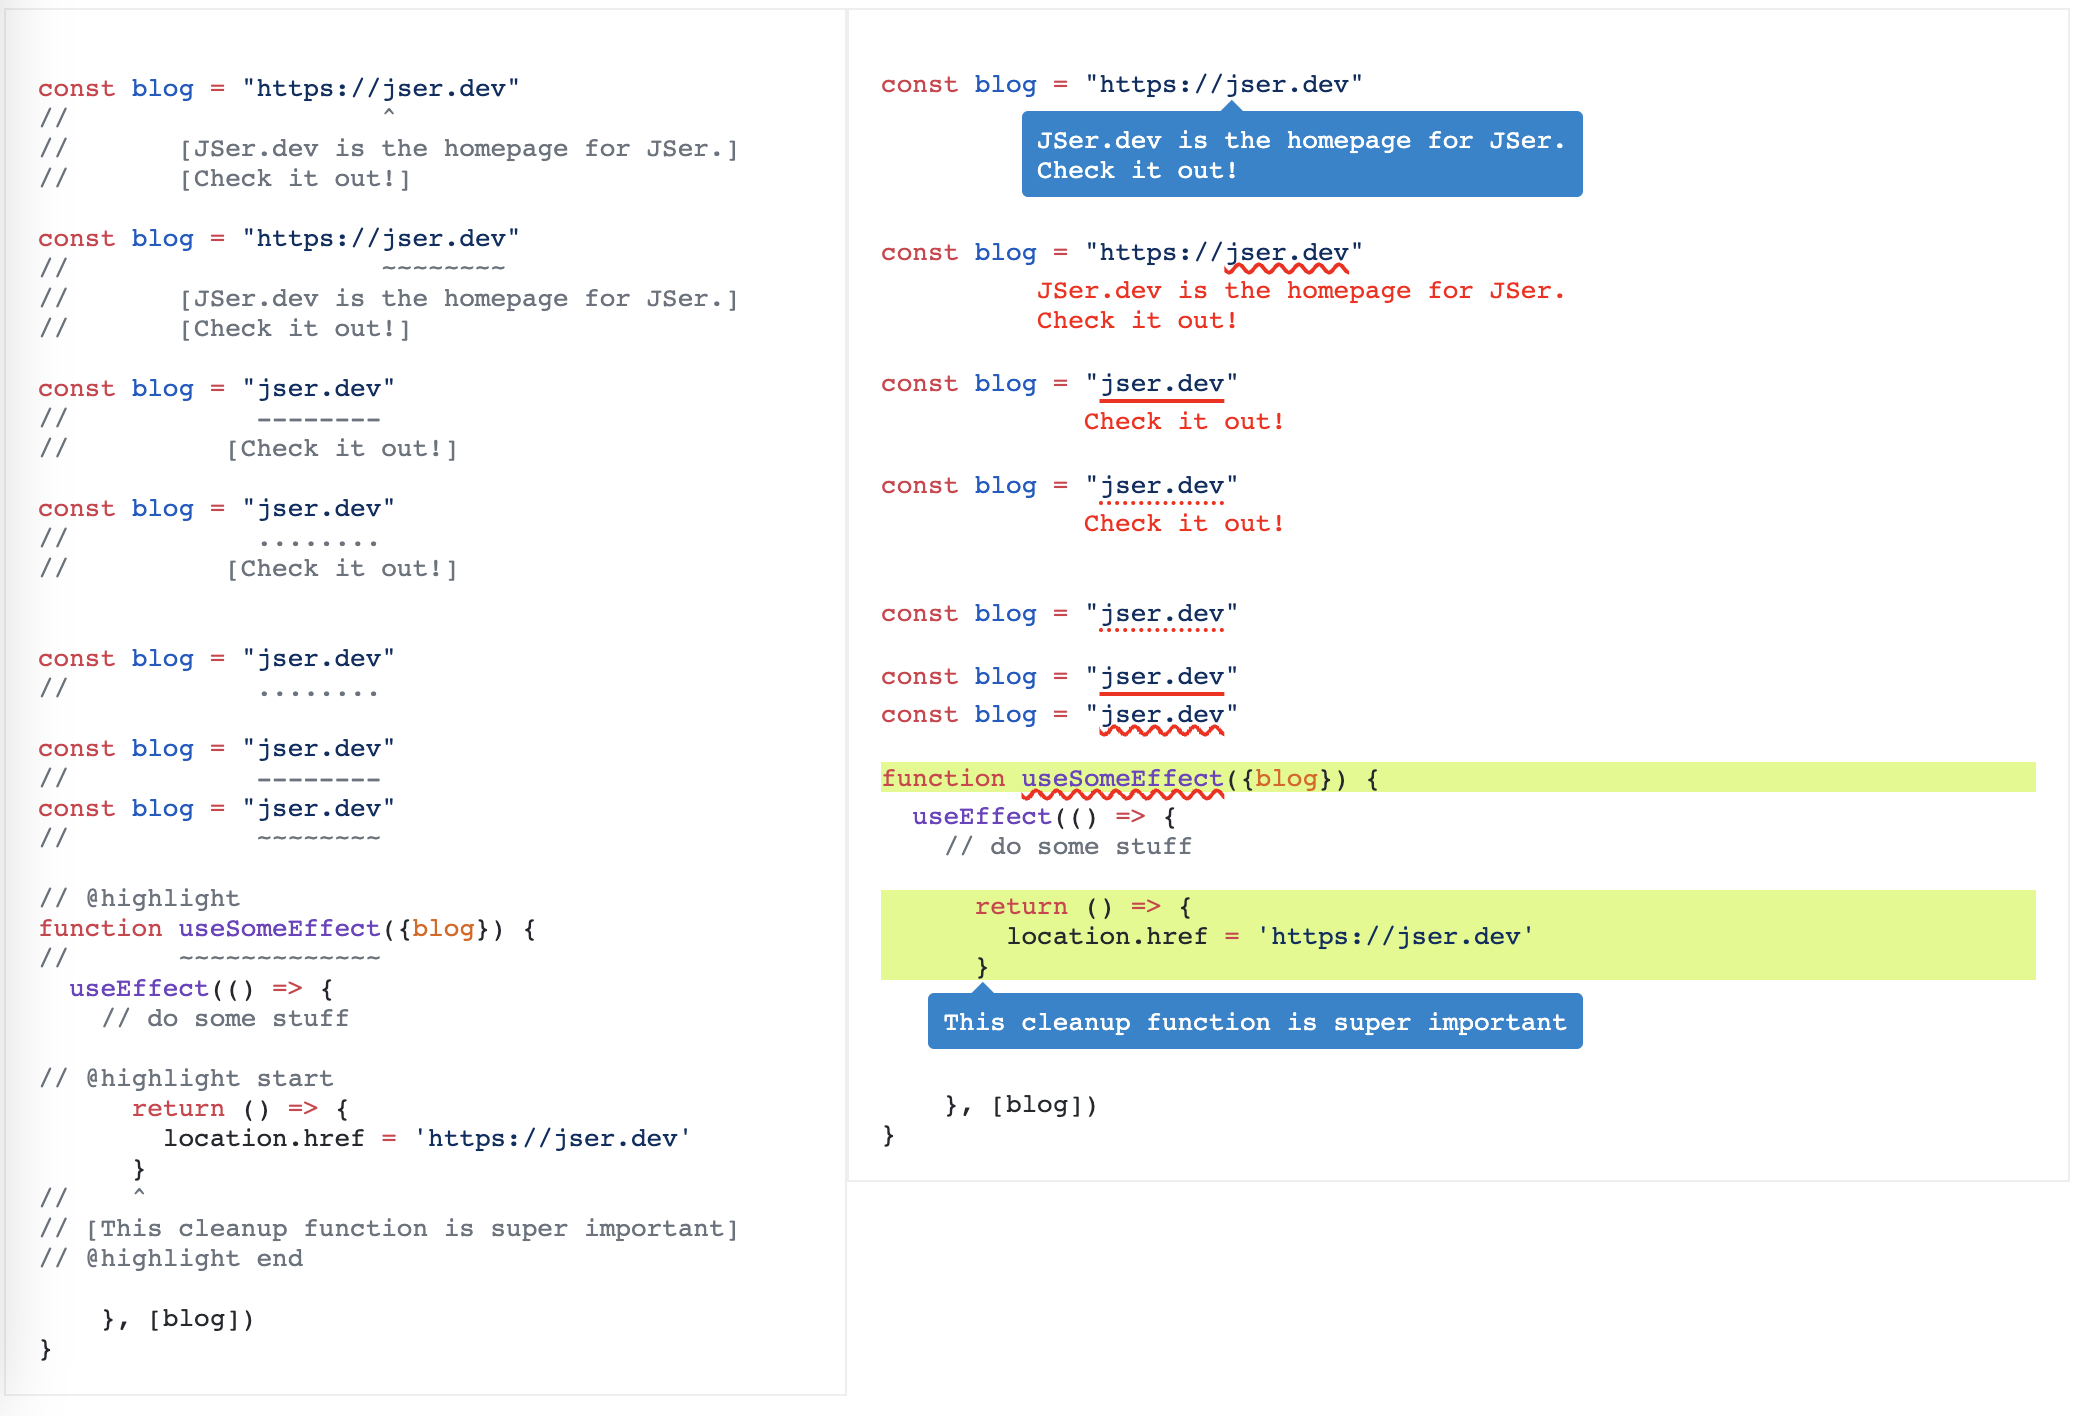 const blog = "https://jser.dev"
//                    ^
//       [JSer.dev is the homepage for JSer.]
//       [Check it out!]
const blog = "https://jser.dev"
//                    ~~~~~~~~
//       [JSer.dev is the homepage for JSer.]
//       [Check it out!]
const blog = "jser.dev"
//            --------
//          [Check it out!]
const blog = "jser.dev"
//            ........
//          [Check it out!]
const blog = "jser.dev"
//            ........
const blog = "jser.dev"
//            --------
const blog = "jser.dev"
//            ~~~~~~~~
// @highlight
function useSomeEffect({blog}) {
//       ~~~~~~~~~~~~~
  useEffect(() => {
    // do some stuff
// @highlight start
      return () => {
        location.href = 'https://jser.dev'
      }
//    ^
// [This cleanup function is super important]
// @highlight end
    }, [blog])
}
const blog = "https://jser.dev"
JSer.dev is the homepage for JSer.
Check it out!
const blog = "https://jser.dev"
JSer.dev is the homepage for JSer.
Check it out!
const blog = "jser.dev"
Check it out!
const blog = "jser.dev"
Check it out!
const blog = "jser.dev"
const blog = "jser.dev"
const blog = "jser.dev"
function useSomeEffect({blog}) {
  useEffect(() => {
    // do some stuff
      return () => {
        location.href = 'https://jser.dev'
      }
This cleanup function is super important
    }, [blog])
}